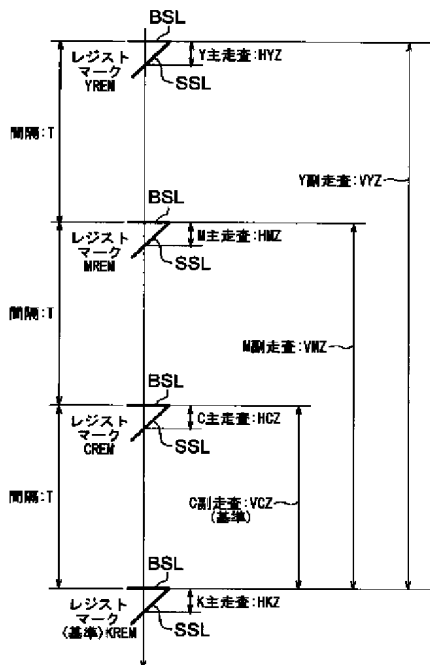 BSL
レジスト
マーク
YREM
Y主走査:HYZ
SSL
間隔:T
Y副走査:VYZ
BSL
レジスト
マーク
MREM
M主走査:HMZ
SSL
間隔:T
M副走査:VMZ
BSL
レジスト
マーク
CREM
C主走査:HCZ
SSL
間隔:T
C副走査:VCZ
(基準)
BSL
レジスト
マーク
(基準)KREM
K主走査:HKZ
SSL